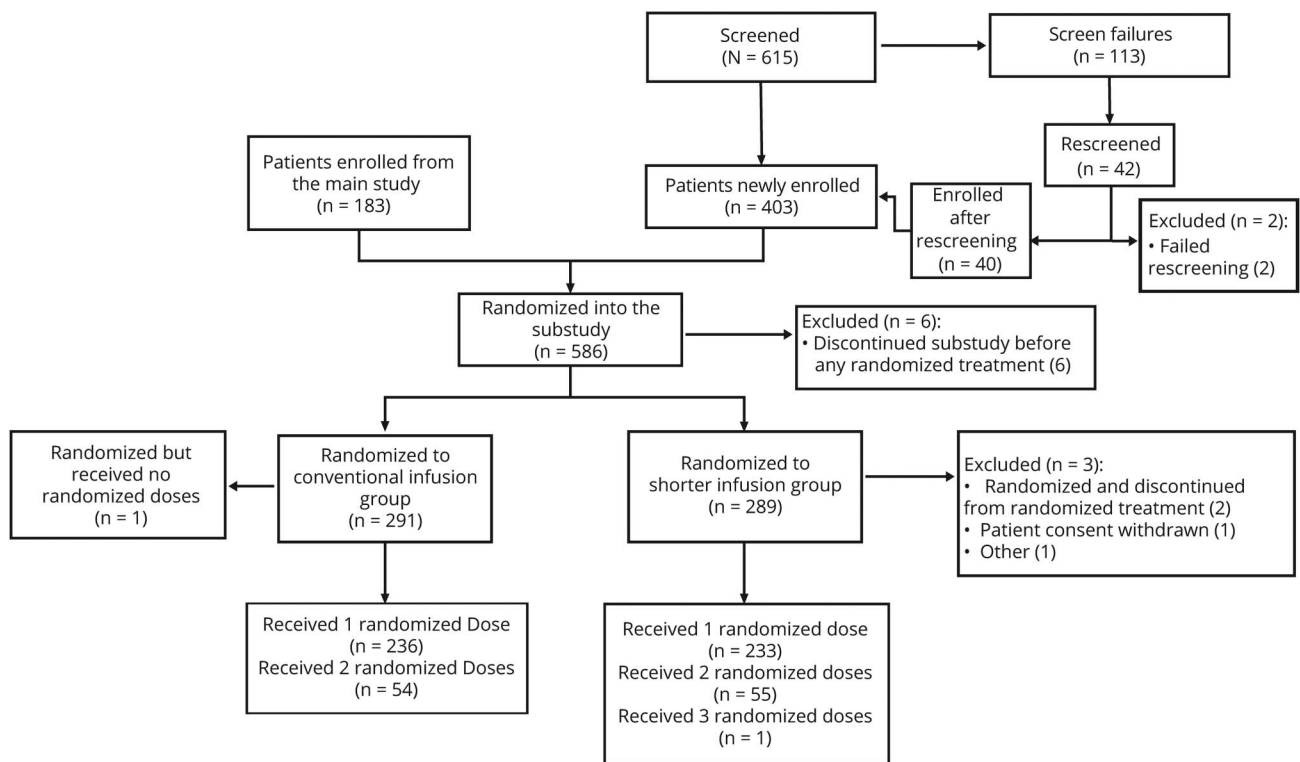 Screened
(N = 615)
Screen failures
(n = 113)
Rescreened
(n = 42)
Patients enrolled from
the main study
(n = 183)
Patients newly enrolled
(n = 403)
Enrolled
after
rescreening
(n = 40)
Excluded (n = 2):
• Failed
rescreening (2)
Randomized into the
substudy
(n = 586)
Excluded (n = 6):
• Discontinued substudy before
any randomized treatment (6)
Randomized but
received no
randomized doses
(n = 1)
Randomized to
conventional infusion
group
(n = 291)
Randomized to
shorter infusion group
(n = 289)
Excluded (n = 3):
• Randomized and discontinued
from randomized treatment (2)
• Patient consent withdrawn (1)
• Other (1)
Received 1 randomized Dose
(n = 236)
Received 2 randomized Doses
(n = 54)
Received 1 randomized dose
(n = 233)
Received 2 randomized doses
(n = 55)
Received 3 randomized doses
(n = 1)